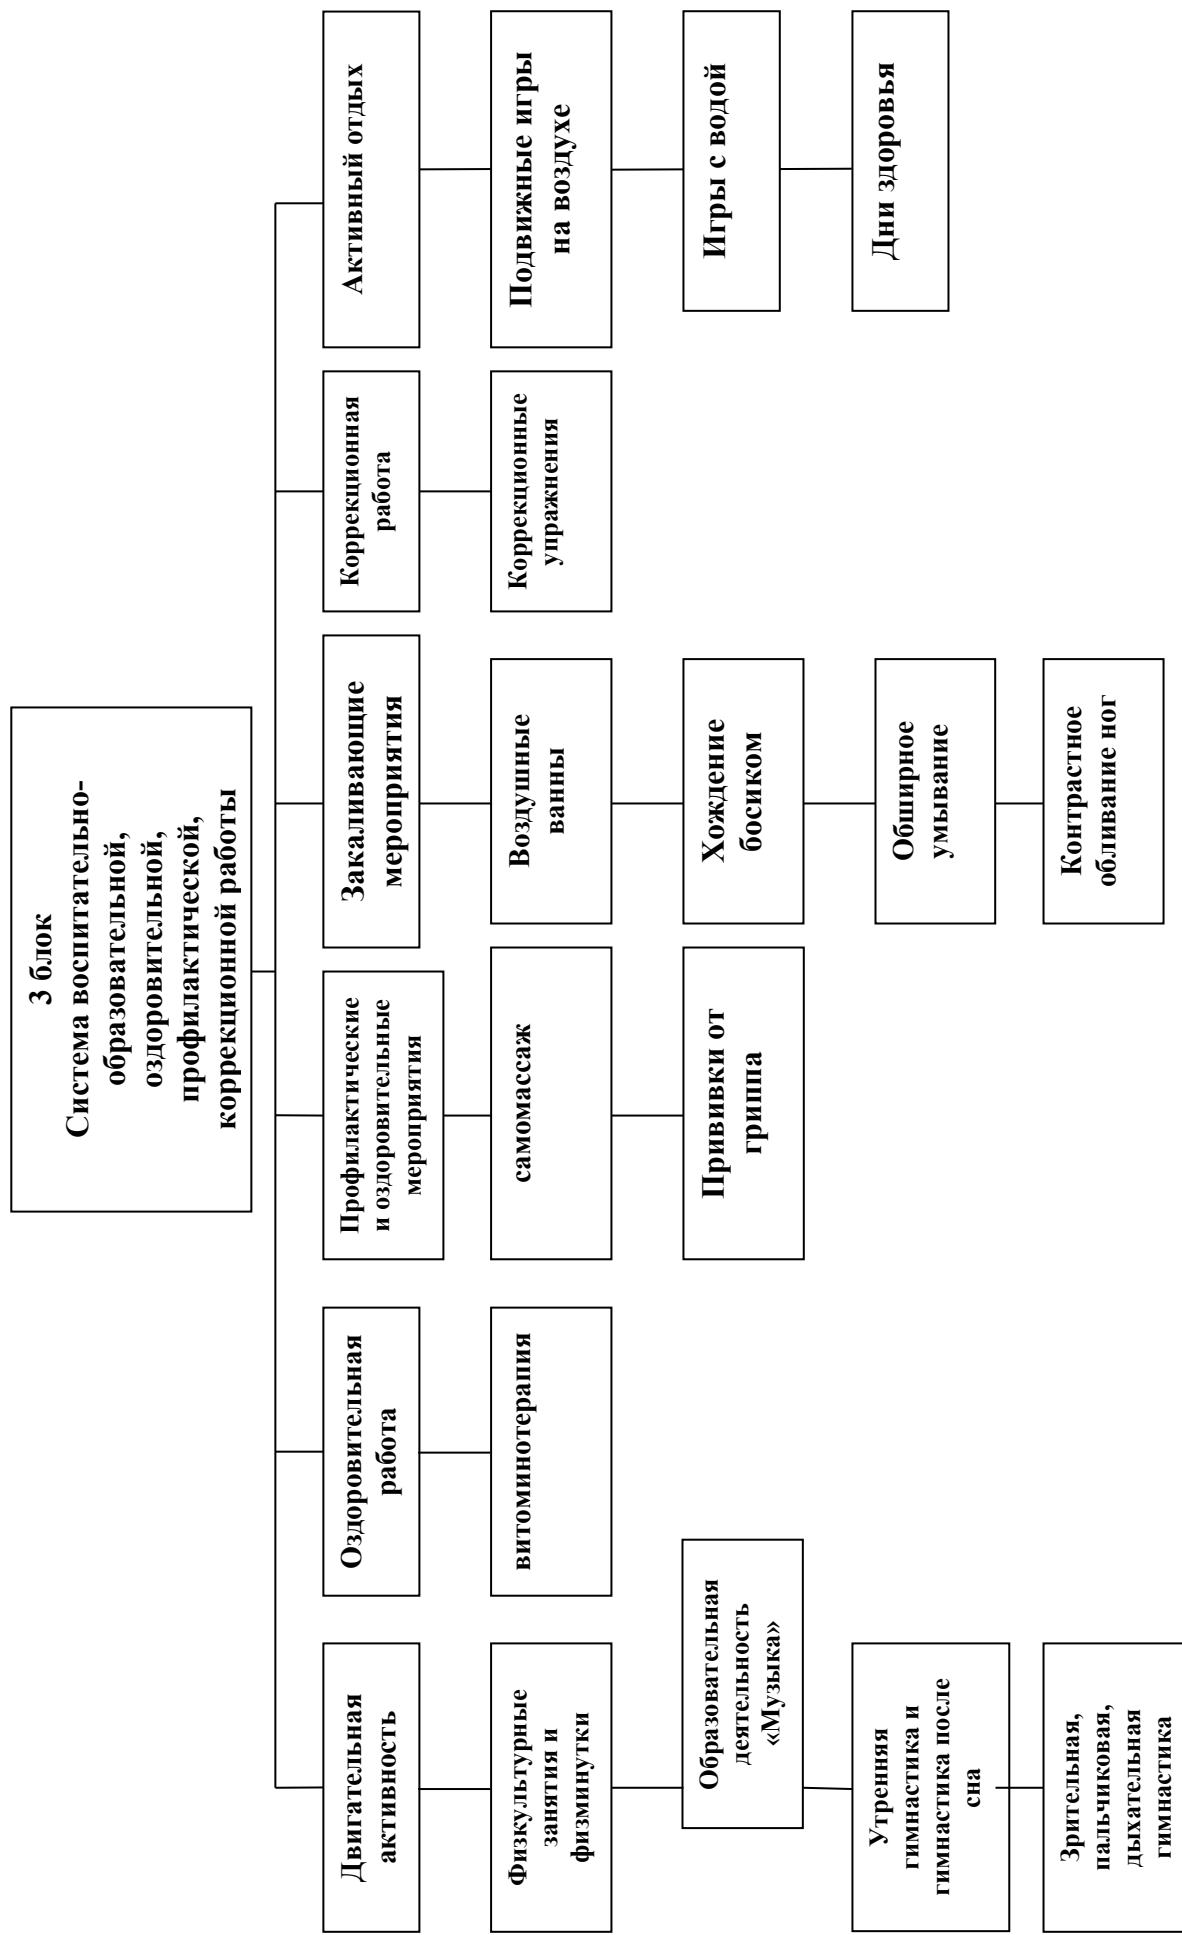 3 блок
Система воспитательно-
образовательной,
оздоровительной,
профилактической,
коррекционной работы
Двигательная
активность
Оздоровительная
работа
Профилактические
и оздоровительные
мероприятия
Закаливающие
мероприятия
Коррекционная
работа
Активный отдых
Физкультурные
занятия и
физминутки
витоминотерапия
самомассаж
Воздушные
ванны
Коррекционные
упражнения
Подвижные игры
на воздухе
Образовательная
деятельность
«Музыка»
Прививки от
гриппа
Хождение
босиком
Игры с водой
Утренняя
гимнастика и
гимнастика после
сна
Обширное
умывание
Дни здоровья
Зрительная,
пальчиковая,
дыхательная
гимнастика
Контрастное
обливание ног